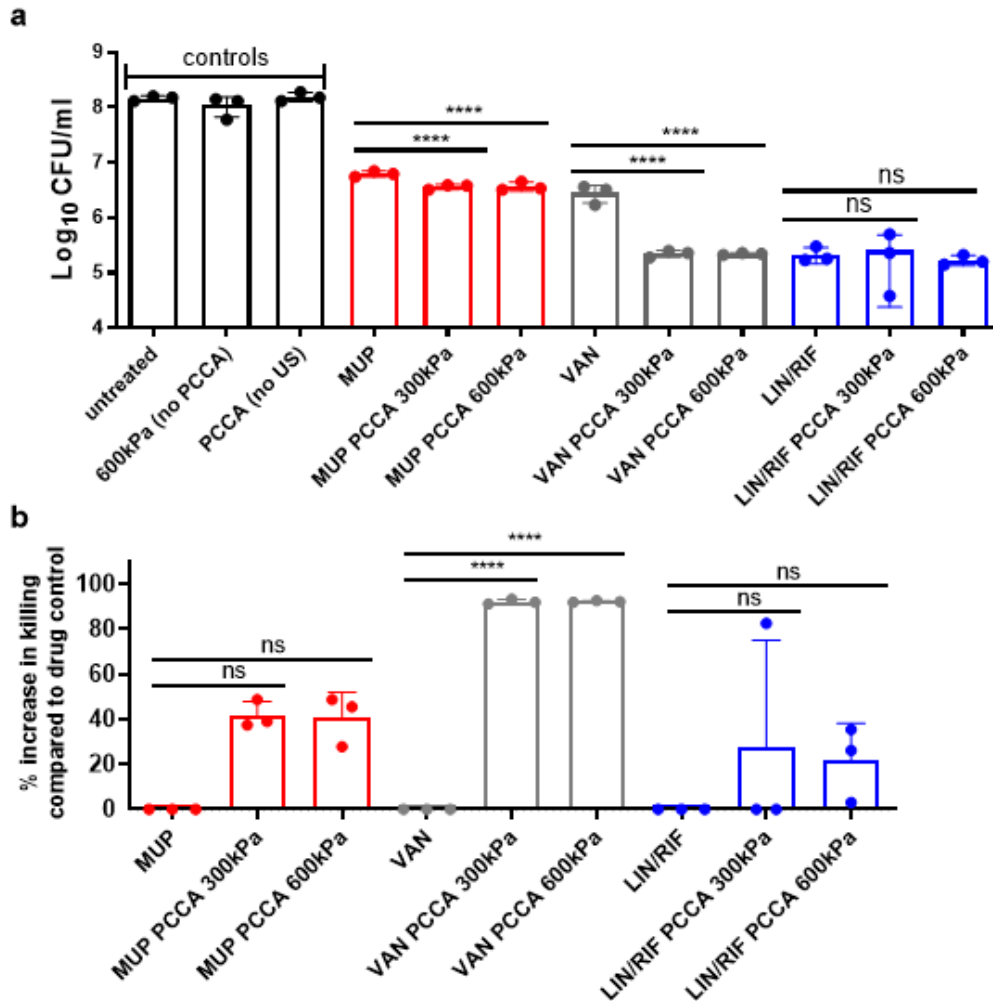 a
controls
9
8
7
6
5
4
Log10 CFU/ml
****
****
****
****
ns
ns
untreated
600kPa (no PCCA)
PCCA (no US)
MUP
MUP PCCA 300kPa
MUP PCCA 600kPa
VAN
VAN PCCA 300kPa
VAN PCCA 600kPa
LIN/RIF
LIN/RIF PCCA 300kPa
LIN/RIF PCCA 600kPa
b
% increase in killing
compared to drug control
100
80
60
40
20
0
ns
ns
****
****
ns
ns
MUP
MUP PCCA 300kPa
MUP PCCA 600kPa
VAN
VAN PCCA 300kPa
VAN PCCA 600kPa
LIN/RIF
LIN/RIF PCCA 300kPa
LIN/RIF PCCA 600kPa